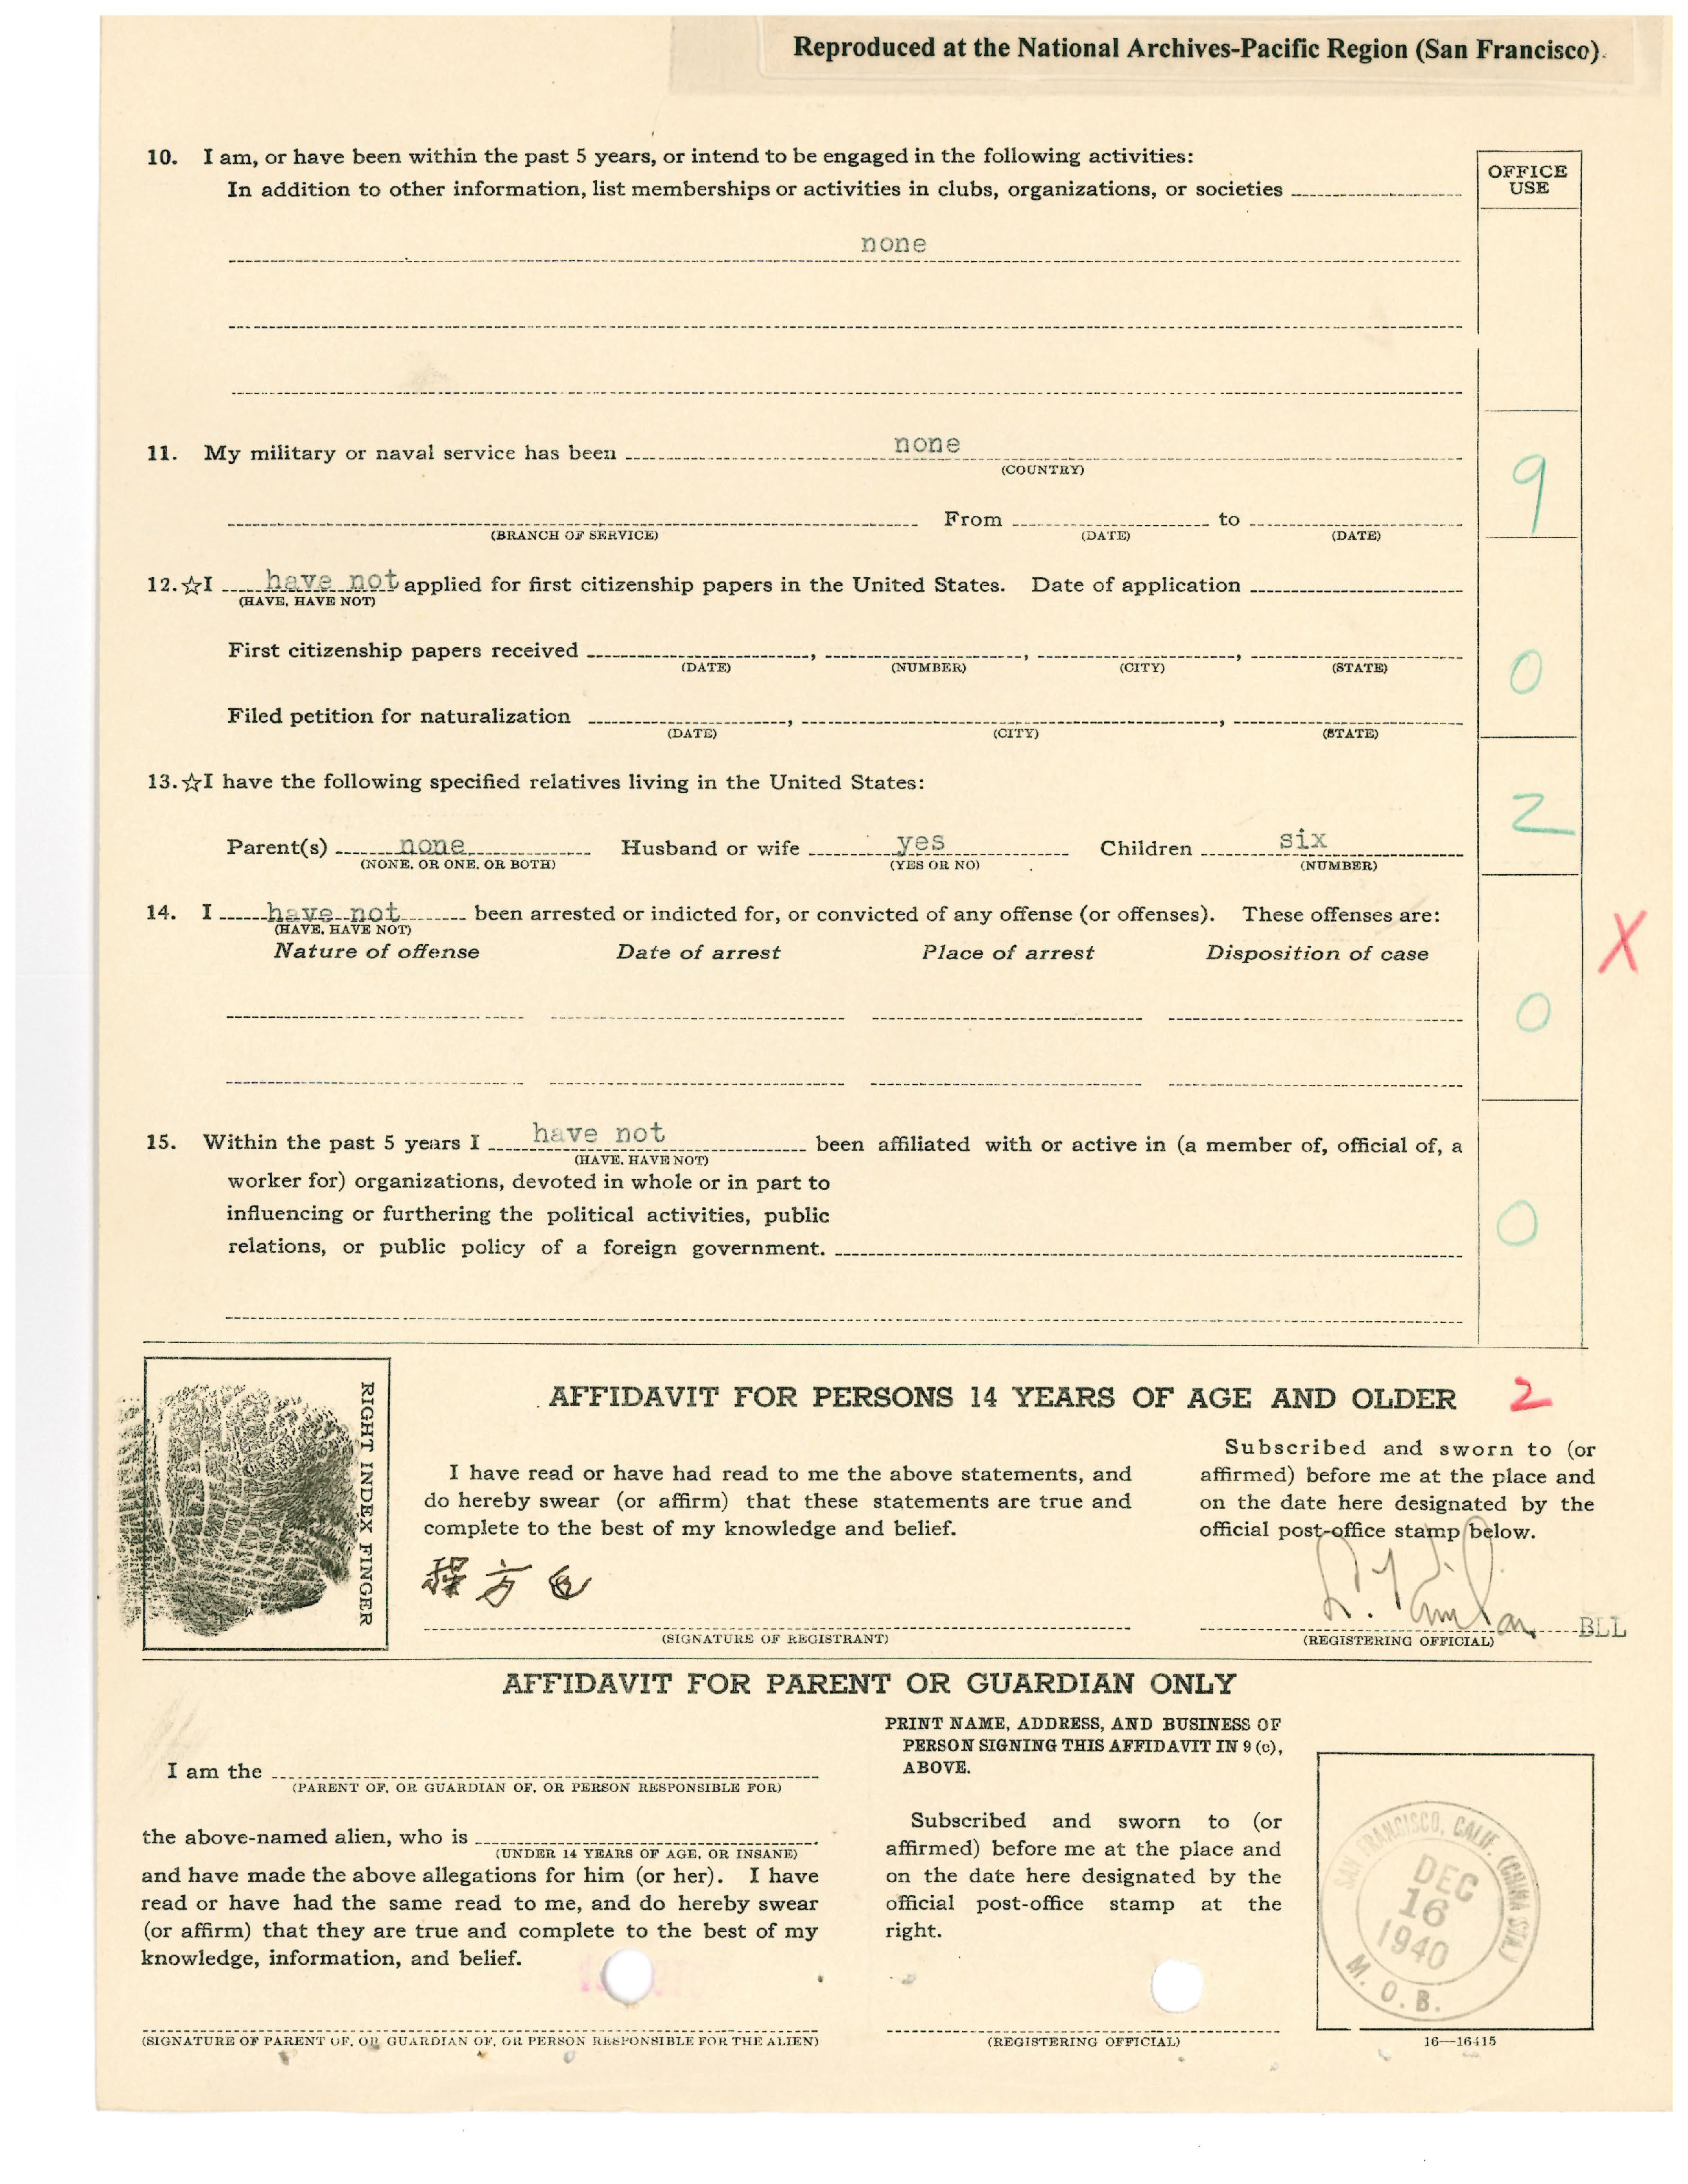 Reproduced at the National Archives-Pacific Region (San Francisco).
10. I am, or have been within the past 5 years, or intend to be engaged in the following activities:
In addition to other information, list memberships or activities in clubs, organizations, or societies
OFFICE
USE
none
11. My military or naval service has been none
(COUNTRY)
9
From to
(BRANCH OF SERVICE) (DATE) (DATE)
12. ☆I have not applied for first citizenship papers in the United States. Date of application
(HAVE, HAVE NOT)
First citizenship papers received , , ,
(DATE) (NUMBER) (CITY) (STATE)
0
Filed petition for naturalization , ,
(DATE) (CITY) (STATE)
13. ☆I have the following specified relatives living in the United States:
2
Parent(s) none Husband or wife yes Children six
(NONE, OR ONE, OR BOTH) (YES OR NO) (NUMBER)
14. I have not been arrested or indicted for, or convicted of any offense (or offenses). These offenses are:
(HAVE, HAVE NOT)
X
Nature of offense Date of arrest Place of arrest Disposition of case
0
15. Within the past 5 years I have not been affiliated with or active in (a member of, official of, a
(HAVE, HAVE NOT)
worker for) organizations, devoted in whole or in part to
influencing or furthering the political activities, public
relations, or public policy of a foreign government.
0
RIGHT INDEX FINGER
AFFIDAVIT FOR PERSONS 14 YEARS OF AGE AND OLDER 2
I have read or have had read to me the above statements, and
do hereby swear (or affirm) that these statements are true and
complete to the best of my knowledge and belief.
程方
(SIGNATURE OF REGISTRANT)
Subscribed and sworn to (or
affirmed) before me at the place and
on the date here designated by the
official post-office stamp below.
BLL
(REGISTERING OFFICIAL)
AFFIDAVIT FOR PARENT OR GUARDIAN ONLY
I am the
(PARENT OF, OR GUARDIAN OF, OR PERSON RESPONSIBLE FOR)
the above-named alien, who is
(UNDER 14 YEARS OF AGE, OR INSANE)
and have made the above allegations for him (or her). I have
read or have had the same read to me, and do hereby swear
(or affirm) that they are true and complete to the best of my
knowledge, information, and belief.
(SIGNATURE OF PARENT OF, OR GUARDIAN OF, OR PERSON RESPONSIBLE FOR THE ALIEN)
PRINT NAME, ADDRESS, AND BUSINESS OF
PERSON SIGNING THIS AFFIDAVIT IN 9 (c),
ABOVE.
Subscribed and sworn to (or
affirmed) before me at the place and
on the date here designated by the
official post-office stamp at the
right.
(REGISTERING OFFICIAL)
SAN FRANCISCO, CALIF. (CHINA STA.)
DEC
16
1940
M. O. B.
16—16415